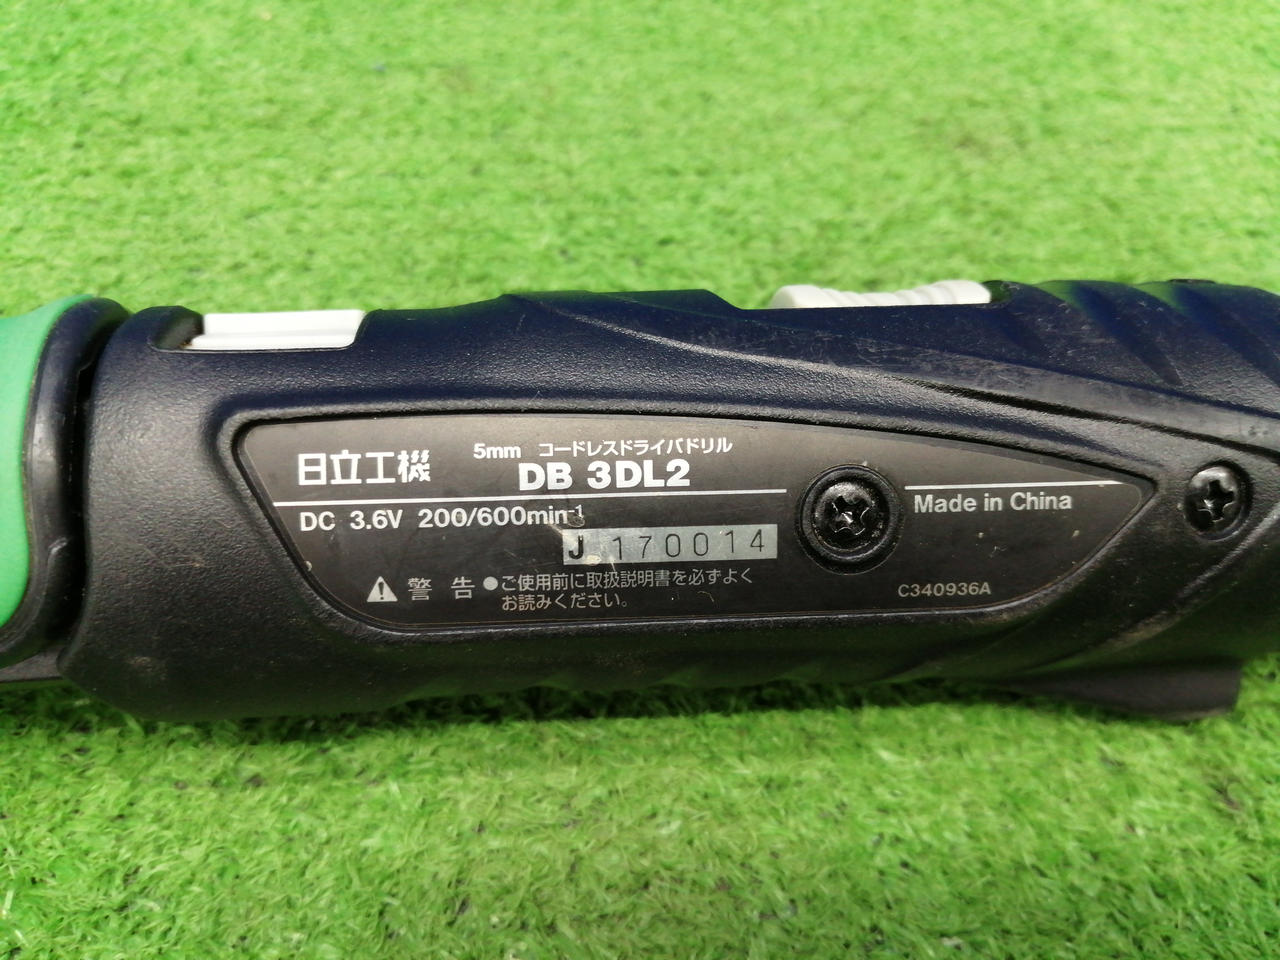 日立工機
5mm コードレスドライバドリル
DB 3DL2
DC 3.6V 200/600min⁻¹
J 170014
警告 ●ご使用前に取扱説明書を必ずよく
お読みください。
Made in China
C340936A